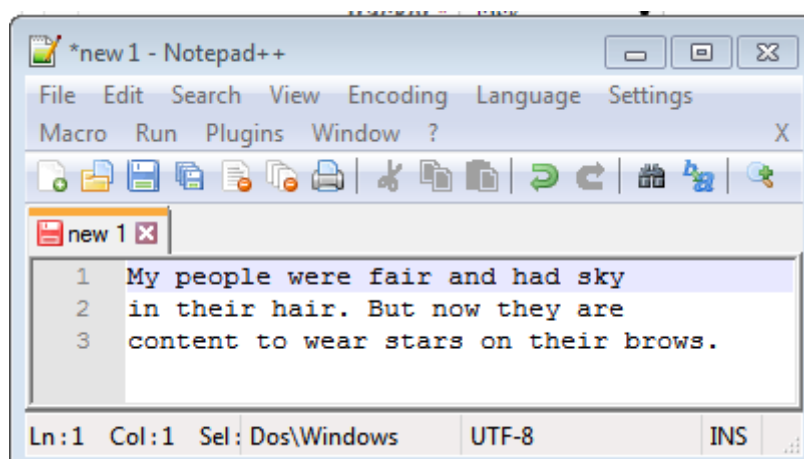 *new 1 - Notepad++
File Edit Search View Encoding Language Settings
Macro Run Plugins Window ? X
new 1
1 My people were fair and had sky
2 in their hair. But now they are
3 content to wear stars on their brows.
Ln:1 Col:1 Sel: Dos\Windows UTF-8 INS